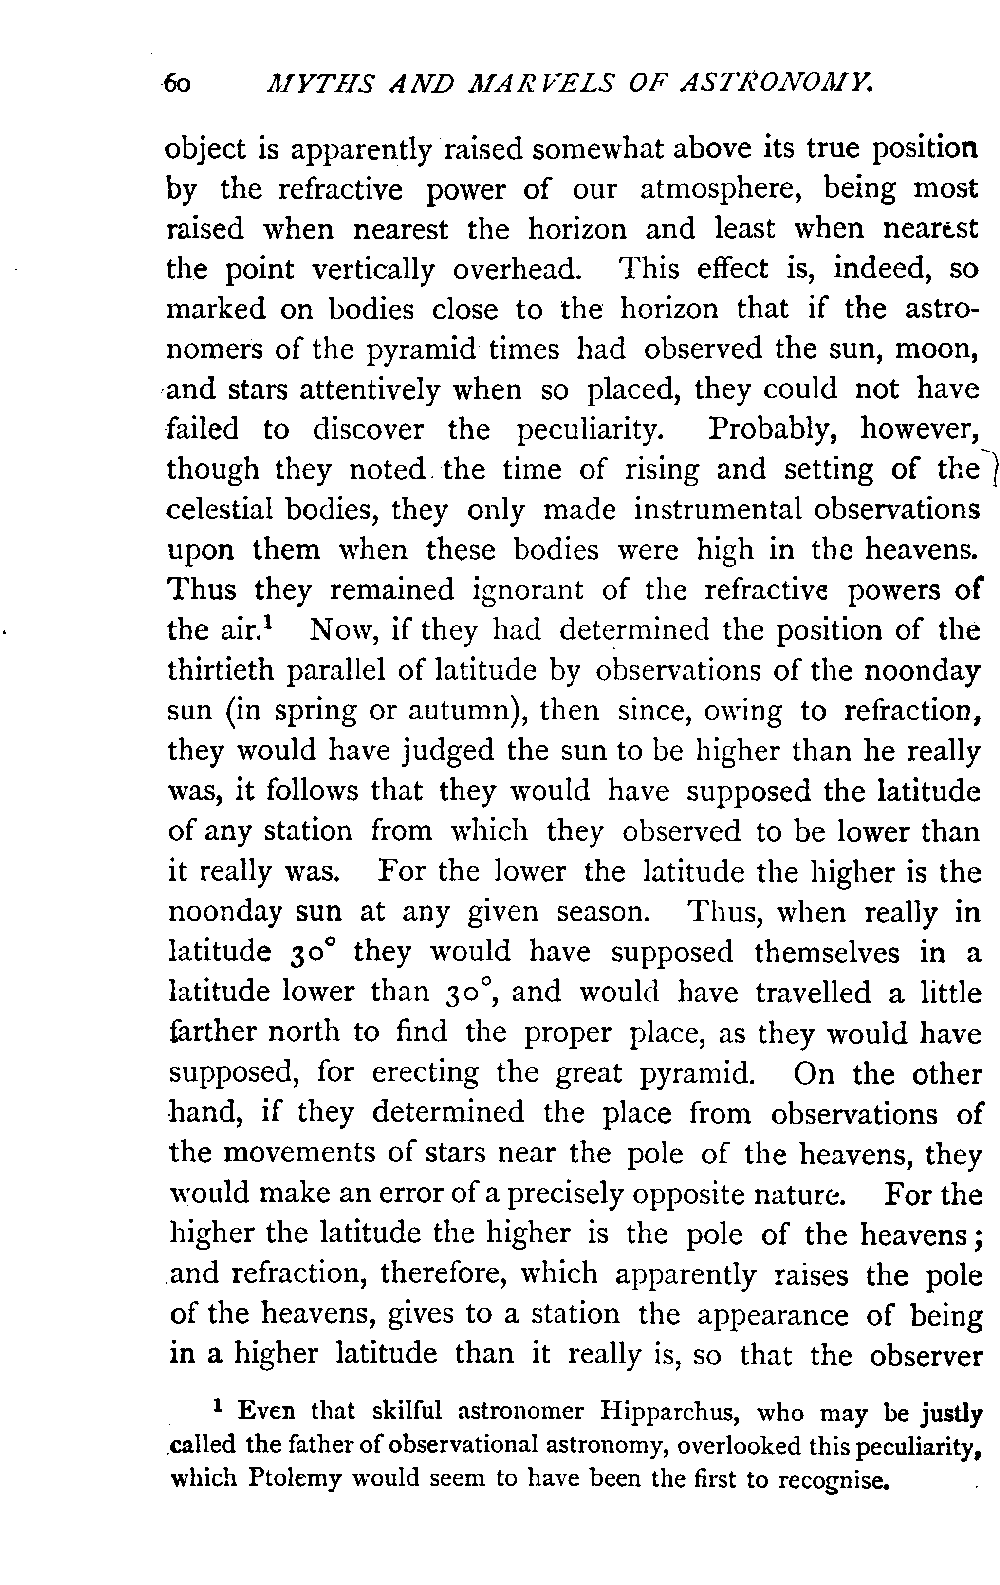 60 MYTHS AND MARVELS OF ASTRONOMY.
object is apparently raised somewhat above its true position
by the refractive power of our atmosphere, being most
raised when nearest the horizon and least when nearest
the point vertically overhead. This effect is, indeed, so
marked on bodies close to the horizon that if the astro-
nomers of the pyramid times had observed the sun, moon,
and stars attentively when so placed, they could not have
failed to discover the peculiarity. Probably, however,
though they noted the time of rising and setting of the
celestial bodies, they only made instrumental observations
upon them when these bodies were high in the heavens.
Thus they remained ignorant of the refractive powers of
the air.¹ Now, if they had determined the position of the
thirtieth parallel of latitude by observations of the noonday
sun (in spring or autumn), then since, owing to refraction,
they would have judged the sun to be higher than he really
was, it follows that they would have supposed the latitude
of any station from which they observed to be lower than
it really was. For the lower the latitude the higher is the
noonday sun at any given season. Thus, when really in
latitude 30° they would have supposed themselves in a
latitude lower than 30°, and would have travelled a little
farther north to find the proper place, as they would have
supposed, for erecting the great pyramid. On the other
hand, if they determined the place from observations of
the movements of stars near the pole of the heavens, they
would make an error of a precisely opposite nature. For the
higher the latitude the higher is the pole of the heavens;
and refraction, therefore, which apparently raises the pole
of the heavens, gives to a station the appearance of being
in a higher latitude than it really is, so that the observer
¹ Even that skilful astronomer Hipparchus, who may be justly
called the father of observational astronomy, overlooked this peculiarity,
which Ptolemy would seem to have been the first to recognise.